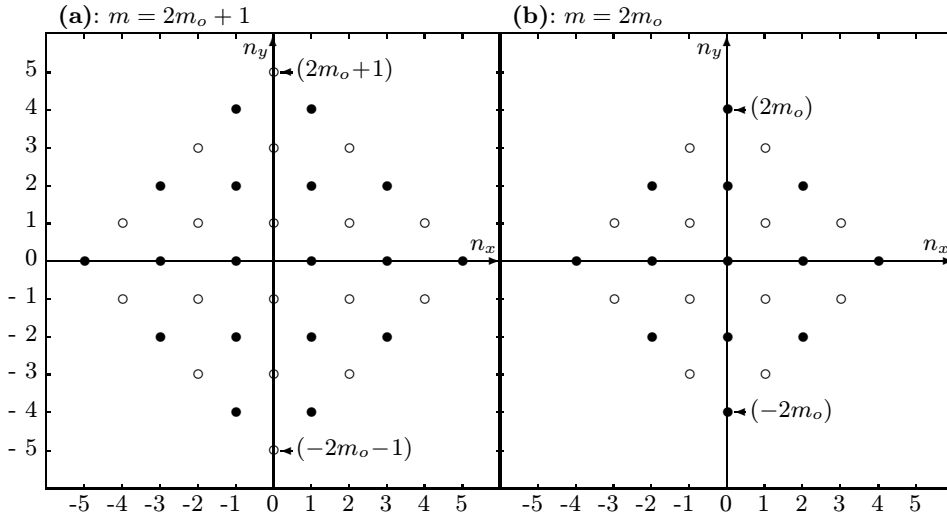 (a): m = 2m_o + 1
(b): m = 2m_o
n_y
n_y
5
(2m_o+1)
4
(2m_o)
3
2
1
0
n_x
n_x
- 1
- 2
- 3
- 4
(-2m_o)
- 5
(-2m_o-1)
-5 -4 -3 -2 -1 0 1 2 3 4 5
-5 -4 -3 -2 -1 0 1 2 3 4 5